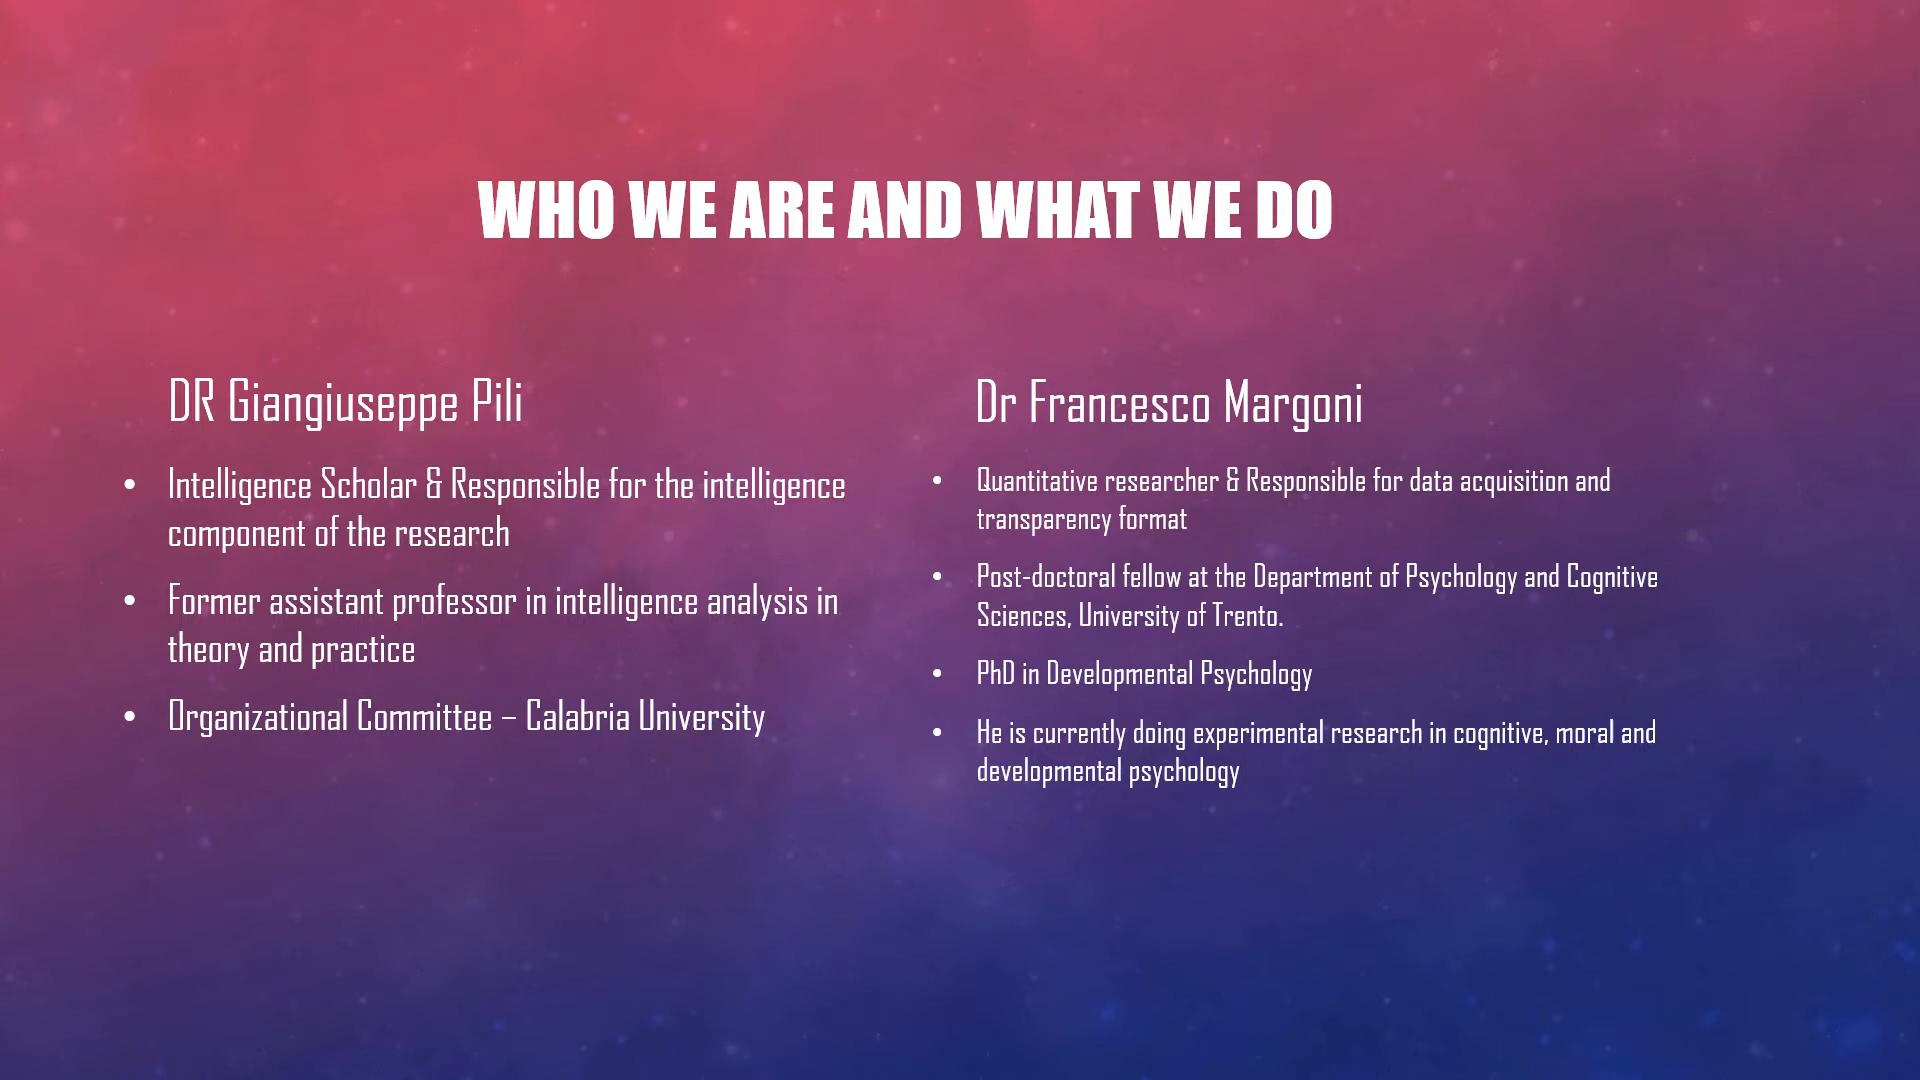 WHO WE ARE AND WHAT WE DO
DR Giangiuseppe Pili
• Intelligence Scholar & Responsible for the intelligence
component of the research
• Former assistant professor in intelligence analysis in
theory and practice
• Organizational Committee – Calabria University
Dr Francesco Margoni
• Quantitative researcher & Responsible for data acquisition and
transparency format
• Post-doctoral fellow at the Department of Psychology and Cognitive
Sciences, University of Trento.
• PhD in Developmental Psychology
• He is currently doing experimental research in cognitive, moral and
developmental psychology